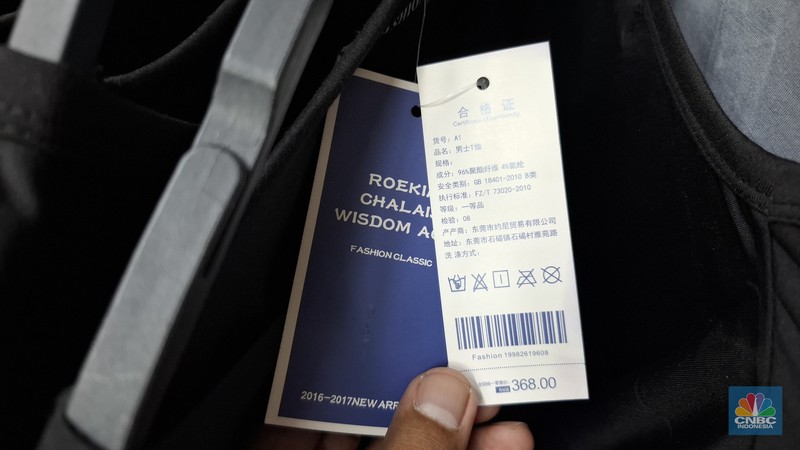 ROEKI
CHALAI
WISDOM A
FASHION CLASSIC
2016-2017NEW ARR
合 格 证
Certificate of conformity
货号: A1
品名: 男士T恤
规格:
成分: 96%聚酯纤维 4%氨纶
安全类别: GB 18401-2010 B类
执行标准: FZ/T 73020-2010
等级: 一等品
检验: 08
产产商: 东莞市约尼贸易有限公司
地址: 东莞市石碣镇石碣村雅苑路
洗 涤方式:
Fashion 19982619608
368.00
CNBC
INDONESIA